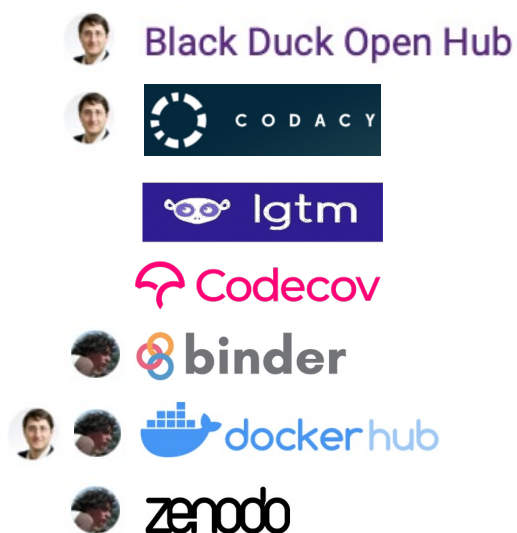 Black Duck Open Hub
CODACY
lgtm
Codecov
binder
dockerhub
zenodo